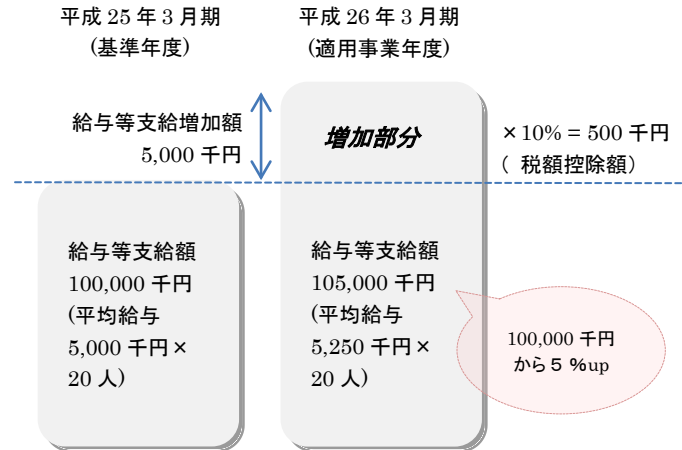 平成 25 年 3 月期
(基準年度)
平成 26 年 3 月期
(適用事業年度)
給与等支給増加額
5,000 千円
増加部分
×10% = 500 千円
( 税額控除額)
給与等支給額
100,000 千円
(平均給与
5,000 千円×
20 人)
給与等支給額
105,000 千円
(平均給与
5,250 千円×
20 人)
100,000 千円
から５ %up